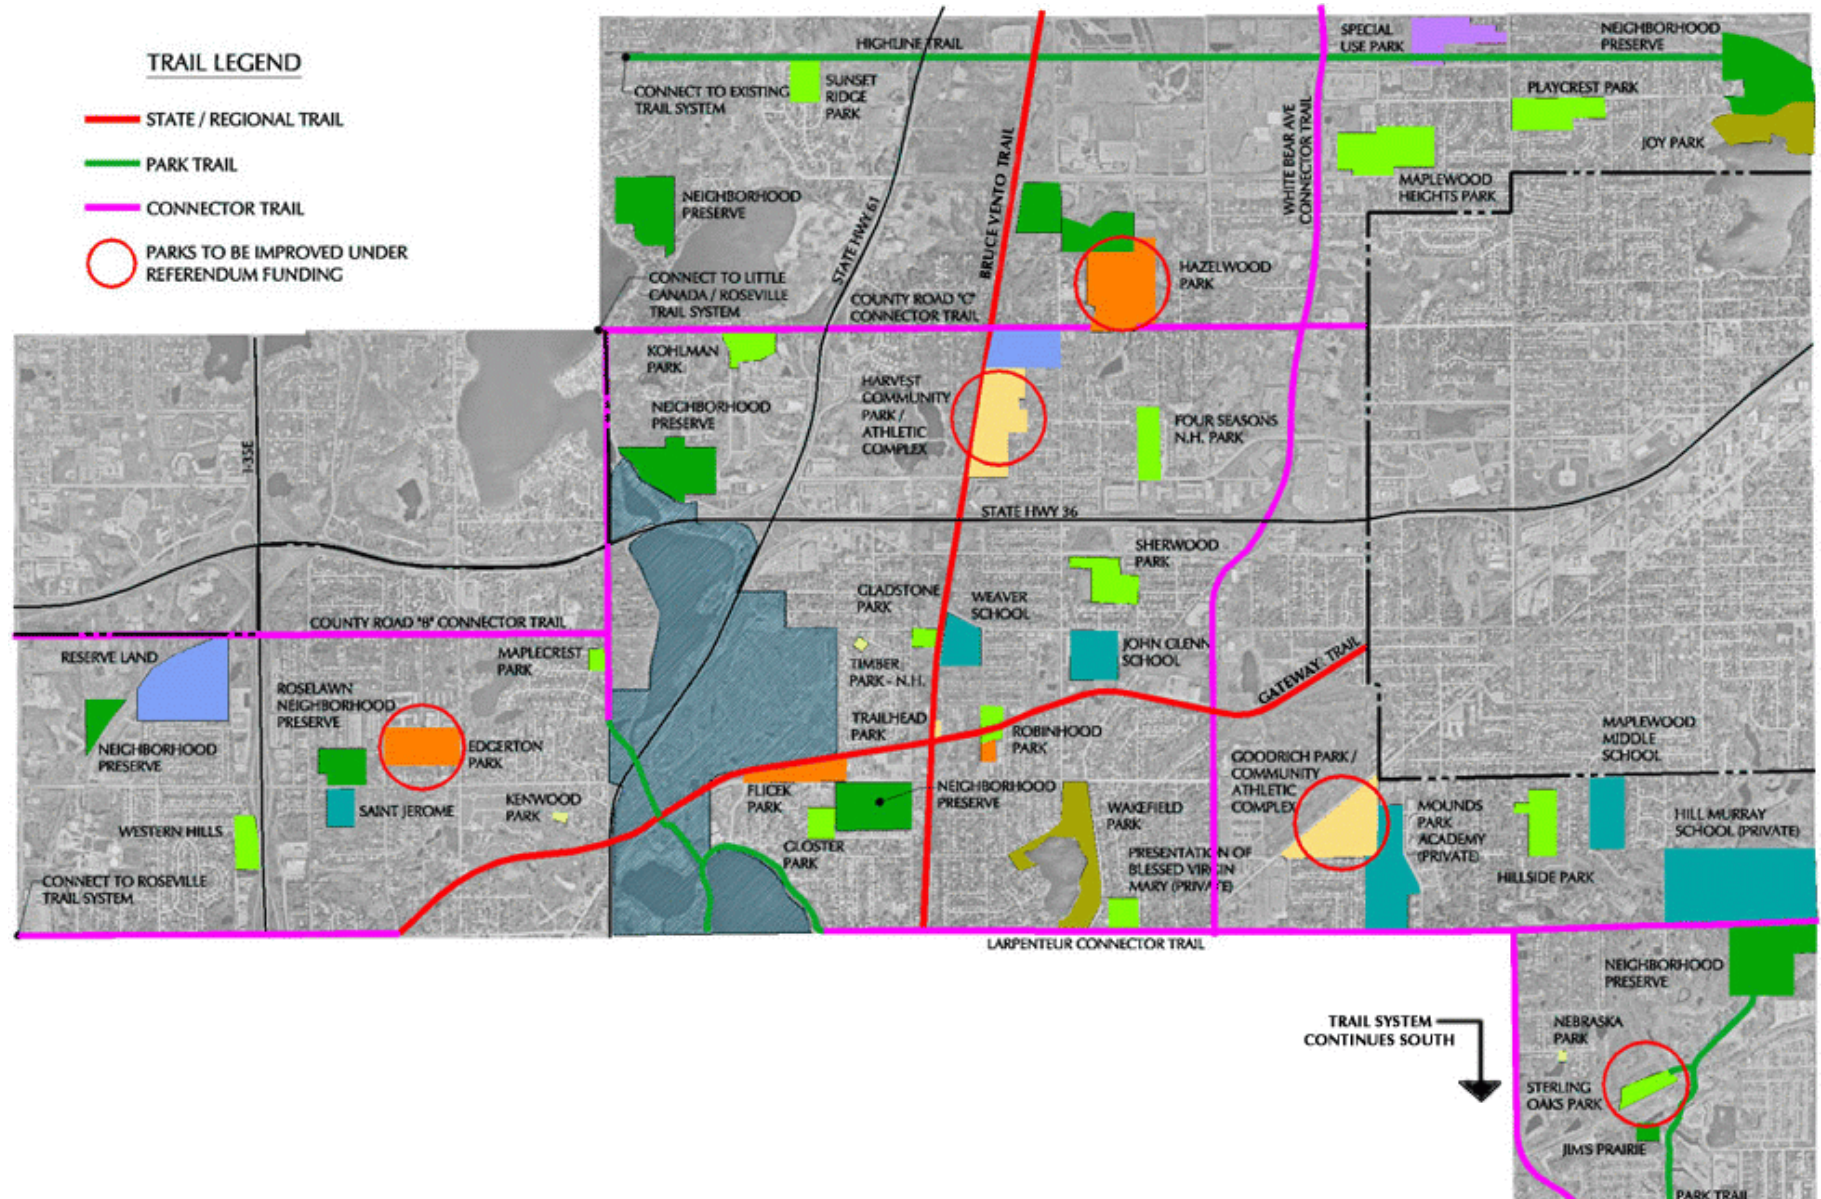 TRAIL LEGEND
STATE / REGIONAL TRAIL
PARK TRAIL
CONNECTOR TRAIL
PARKS TO BE IMPROVED UNDER
REFERENDUM FUNDING
HIGHLINE TRAIL
SPECIAL
USE PARK
NEIGHBORHOOD
PRESERVE
CONNECT TO EXISTING
TRAIL SYSTEM
SUNSET
RIDGE
PARK
PLAYCREST PARK
JOY PARK
MAPLEWOOD
HEIGHTS PARK
WHITE BEAR AVE
CONNECTOR TRAIL
BRUCE VENTO TRAIL
STATE HWY 61
NEIGHBORHOOD
PRESERVE
HAZELWOOD
PARK
CONNECT TO LITTLE
CANADA / ROSEVILLE
TRAIL SYSTEM
COUNTY ROAD "C"
CONNECTOR TRAIL
KOHLMAN
PARK
HARVEST
COMMUNITY
PARK /
ATHLETIC
COMPLEX
NEIGHBORHOOD
PRESERVE
FOUR SEASONS
N.H. PARK
I-35E
STATE HWY 36
SHERWOOD
PARK
GLADSTONE
PARK
WEAVER
SCHOOL
COUNTY ROAD "B" CONNECTOR TRAIL
RESERVE LAND
MAPLECREST
PARK
TIMBER
PARK - N.H.
JOHN GLENN
SCHOOL
GATEWAY TRAIL
ROSELAWN
NEIGHBORHOOD
PRESERVE
NEIGHBORHOOD
PRESERVE
EDGERTON
PARK
TRAILHEAD
PARK
ROBINHOOD
PARK
GOODRICH PARK /
COMMUNITY
ATHLETIC
COMPLEX
MAPLEWOOD
MIDDLE
SCHOOL
SAINT JEROME
KENWOOD
PARK
FLICEK
PARK
NEIGHBORHOOD
PRESERVE
WAKEFIELD
PARK
MOUNDS
PARK
ACADEMY
(PRIVATE)
HILL MURRAY
SCHOOL (PRIVATE)
WESTERN HILLS
GLOSTER
PARK
PRESENTATION OF
BLESSED VIRGIN
MARY (PRIVATE)
HILLSIDE PARK
CONNECT TO ROSEVILLE
TRAIL SYSTEM
LARPENTEUR CONNECTOR TRAIL
NEIGHBORHOOD
PRESERVE
TRAIL SYSTEM
CONTINUES SOUTH
NEBRASKA
PARK
STERLING
OAKS PARK
JIM'S PRAIRIE
PARK TRAIL